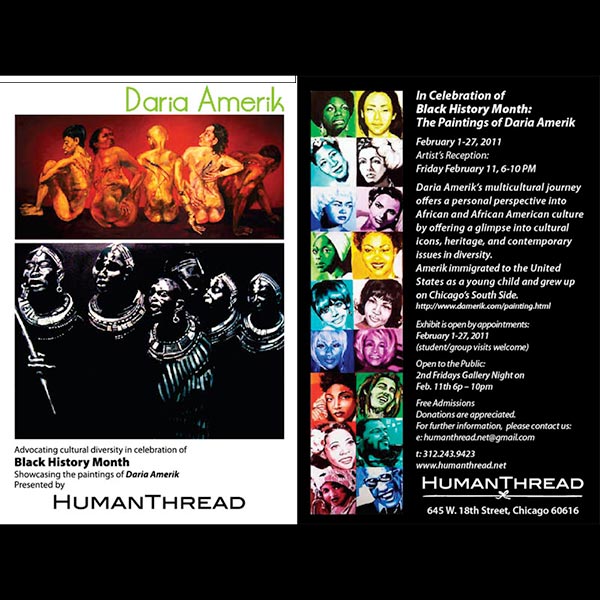 Daria Amerik
Advocating cultural diversity in celebration of
Black History Month
Showcasing the paintings of Daria Amerik
Presented by
HUMANTHREAD
In Celebration of
Black History Month:
The Paintings of Daria Amerik
February 1-27, 2011
Artist's Reception:
Friday February 11, 6-10 PM
Daria Amerik's multicultural journey
offers a personal perspective into
African and African American culture
by offering a glimpse into cultural
icons, heritage, and contemporary
issues in diversity.
Amerik immigrated to the United
States as a young child and grew up
on Chicago's South Side.
http://www.damerik.com/painting.html
Exhibit is open by appointments:
February 1-27, 2011
(student/group visits welcome)
Open to the Public:
2nd Fridays Gallery Night on
Feb. 11th 6p – 10pm
Free Admissions
Donations are appreciated.
For further information, please contact us:
e: humanthread.net@gmail.com
t: 312.243.9423
www.humanthread.net
HUMANTHREAD
645 W. 18th Street, Chicago 60616